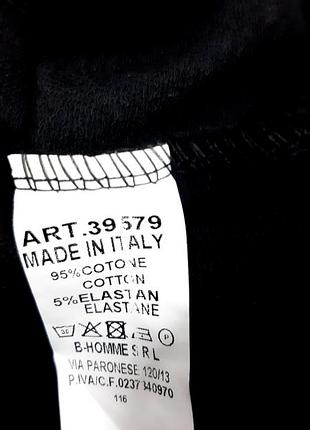 ART.39579
MADE IN ITALY
95% COTONE
COTTON
5% ELASTAN
ELASTANE
30 P
B-HOMME S R L
VIA PARONESE 120/13
P.IVA/C.F.0237340970
116